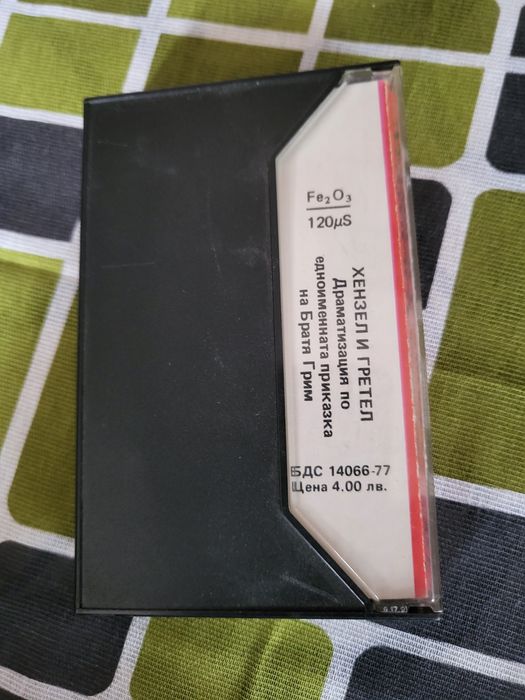 Fe₂O₃
120µS
ХЕНЗЕЛ И ГРЕТЕЛ
Драматизация по
едноименната приказка
на Братя Грим
БДС 14066-77
Цена 4.00 лв.